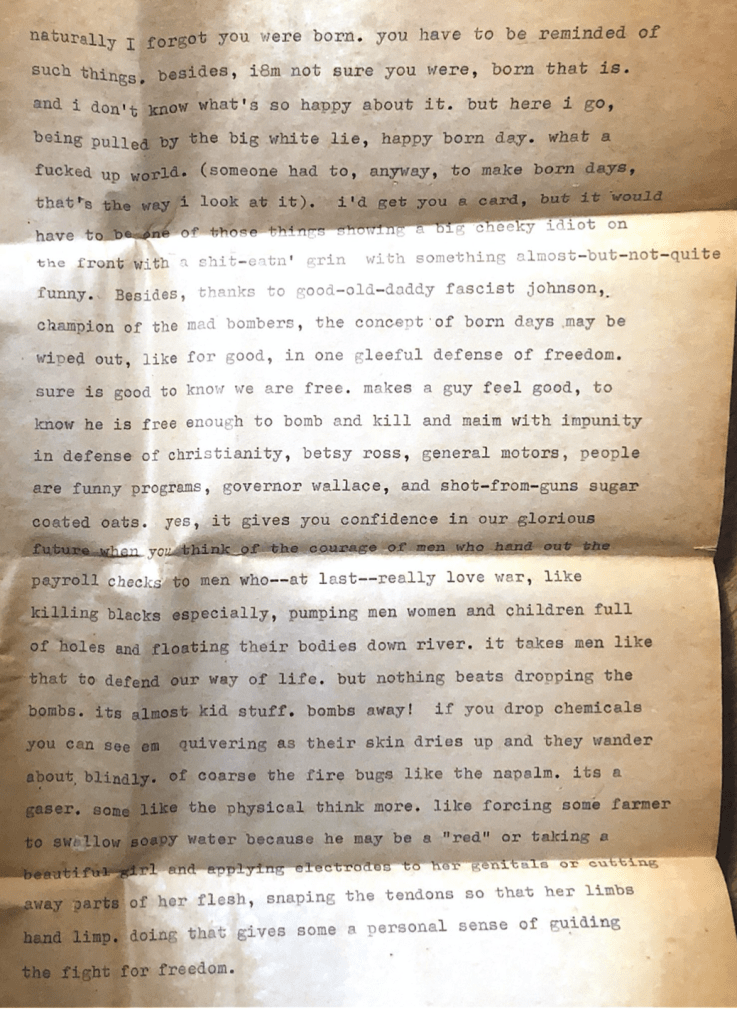 naturally I forgot you were born. you have to be reminded of
such things. besides, i8m not sure you were, born that is.
and i don't know what's so happy about it. but here i go,
being pulled by the big white lie, happy born day. what a
fucked up world. (someone had to, anyway, to make born days,
that's the way i look at it). i'd get you a card, but it would
have to be one of those things showing a big cheeky idiot on
the front with a shit-eatn' grin with something almost-but-not-quite
funny. Besides, thanks to good-old-daddy fascist johnson,
champion of the mad bombers, the concept of born days may be
wiped out, like for good, in one gleeful defense of freedom.
sure is good to know we are free. makes a guy feel good, to
know he is free enough to bomb and kill and maim with impunity
in defense of christianity, betsy ross, general motors, people
are funny programs, governor wallace, and shot-from-guns sugar
coated oats. yes, it gives you confidence in our glorious
future when you think of the courage of men who hand out the
payroll checks to men who--at last--really love war, like
killing blacks especially, pumping men women and children full
of holes and floating their bodies down river. it takes men like
that to defend our way of life. but nothing beats dropping the
bombs. its almost kid stuff. bombs away! if you drop chemicals
you can see em quivering as their skin dries up and they wander
about blindly. of coarse the fire bugs like the napalm. its a
gaser. some like the physical think more. like forcing some farmer
to swallow soapy water because he may be a "red" or taking a
beautiful girl and applying electrodes to her genitals or cutting
away parts of her flesh, snaping the tendons so that her limbs
hand limp. doing that gives some a personal sense of guiding
the fight for freedom.